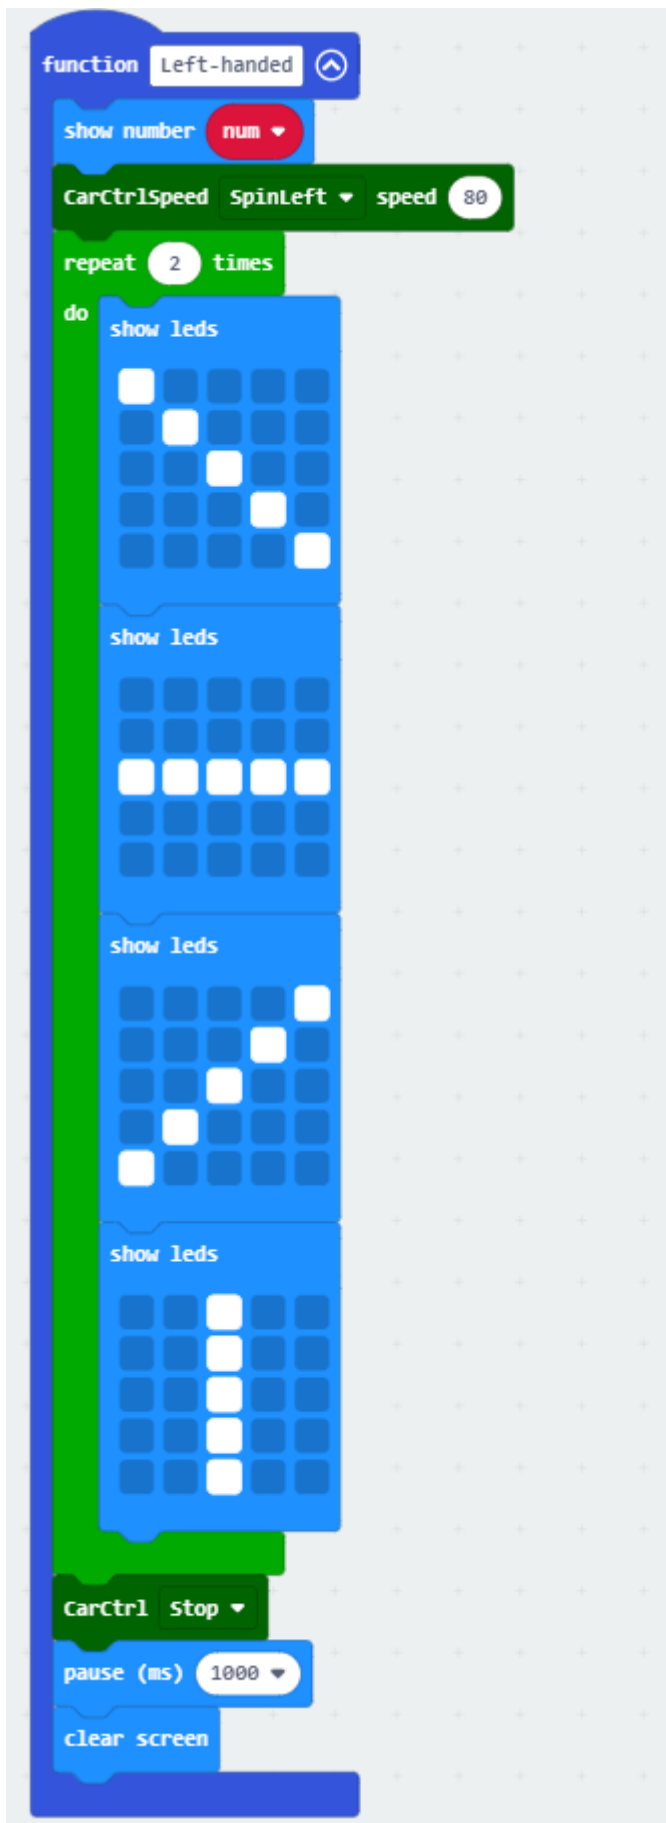 function Left-handed
show number num
CarCtrlSpeed SpinLeft speed 80
repeat 2 times
do
show leds
show leds
show leds
show leds
CarCtrl Stop
pause (ms) 1000
clear screen